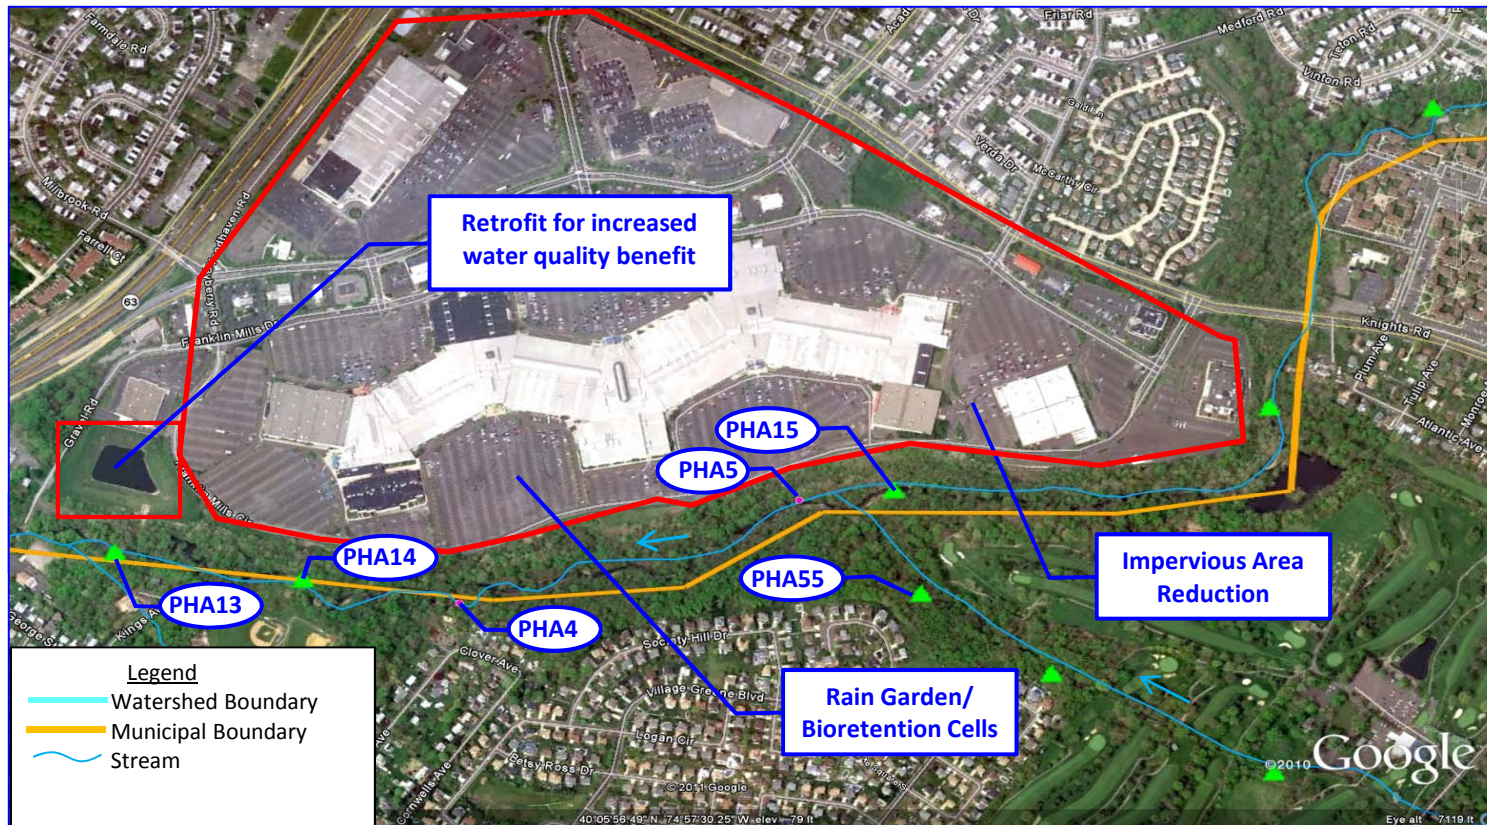 Farmdale Rd
Friar Rd
Medford Rd
Teton Rd
Vinton Rd
Verda Dr
McCarthy Cir
Millbrook Rd
Farrell Ct
63
Retrofit for increased
water quality benefit
Franklin Mills Dr
Knights Rd
Plum Ave
Tulip Ave
Atlantic Ave
PHA15
PHA5
PHA14
PHA13
PHA4
PHA55
Impervious Area
Reduction
Society Hill Dr
Clover Ave
Village Greene Blvd
Logan Cir
Betsy Ross Dr
Cornwells Ave
Rain Garden/
Bioretention Cells
Legend
Watershed Boundary
Municipal Boundary
Stream
©2010 Google
© 2011 Google
40°05'56.49" N 74°57'30.25" W elev 79 ft
Eye alt 7119 ft